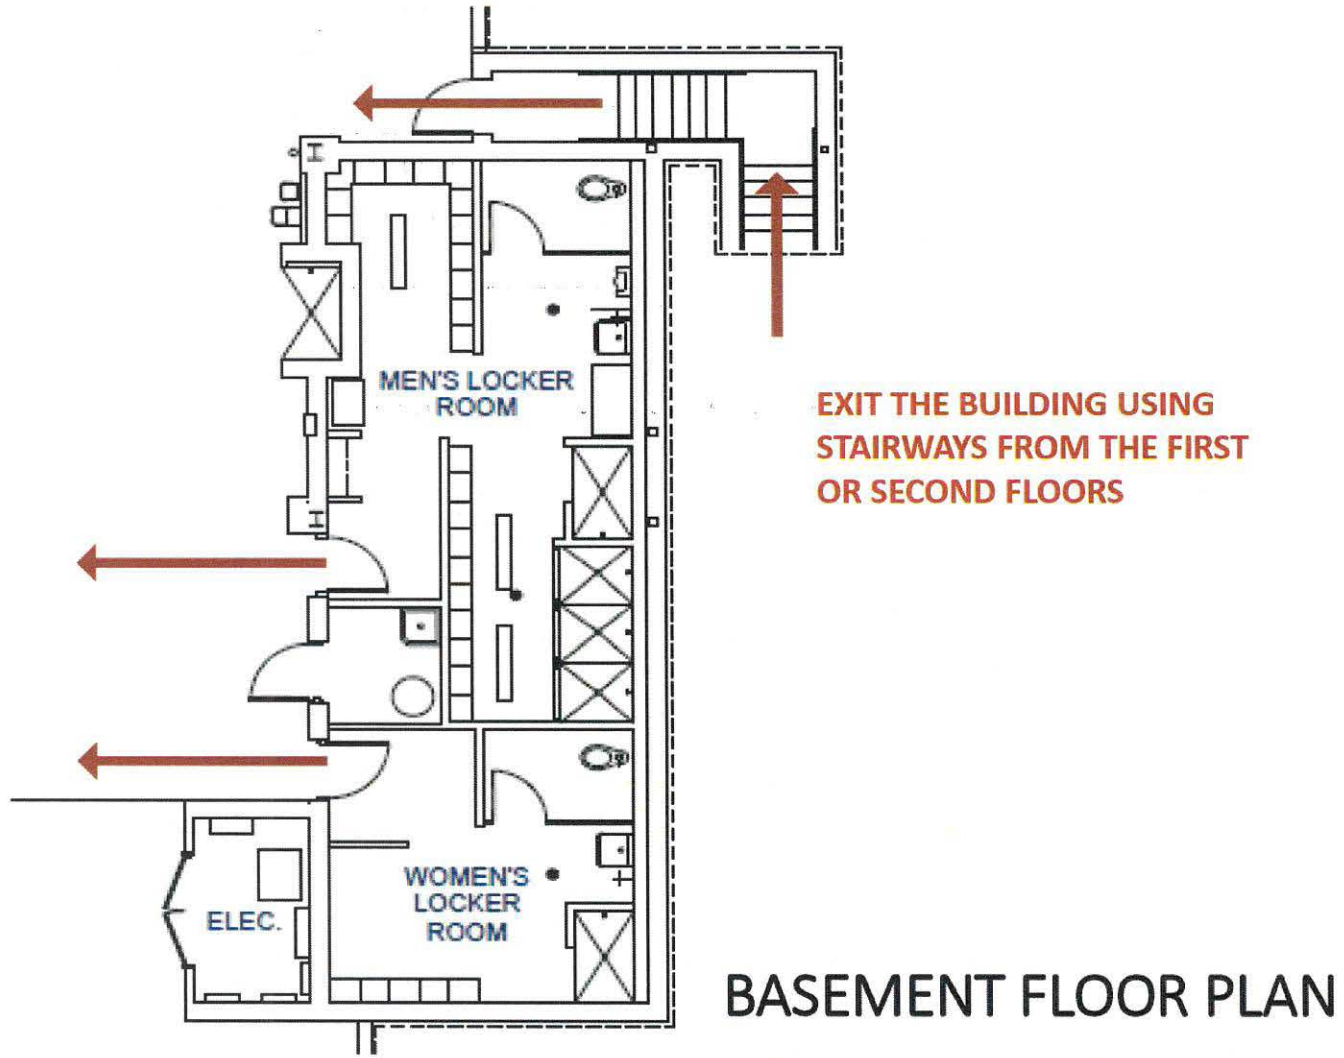 MEN'S LOCKER
ROOM
EXIT THE BUILDING USING
STAIRWAYS FROM THE FIRST
OR SECOND FLOORS
WOMEN'S
LOCKER
ROOM
ELEC.
BASEMENT FLOOR PLAN